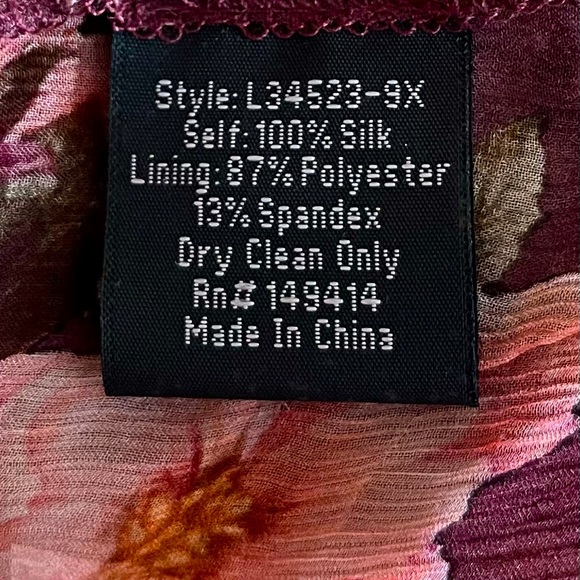 Style: L34523-9X
Self: 100% Silk
Lining: 87% Polyester
13% Spandex
Dry Clean Only
Rn# 149414
Made In China